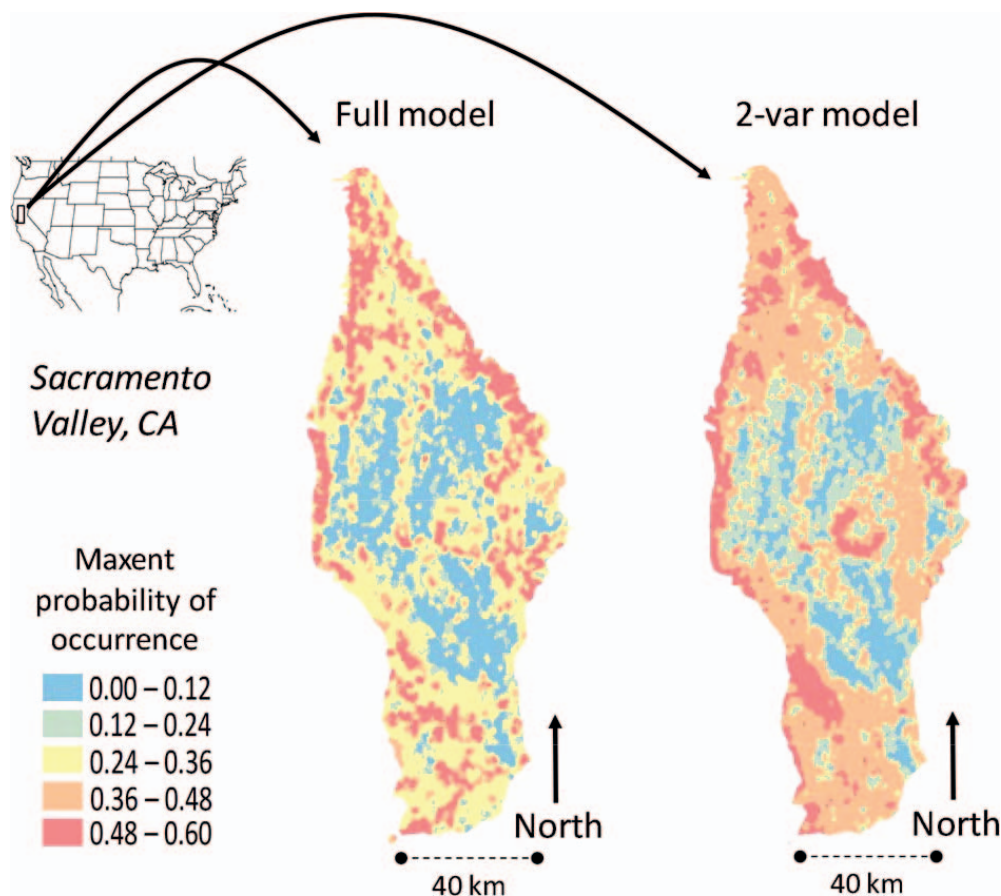 Full model
2-var model
Sacramento
Valley, CA
Maxent
probability of
occurrence
0.00 – 0.12
0.12 – 0.24
0.24 – 0.36
0.36 – 0.48
0.48 – 0.60
North
40 km
North
40 km